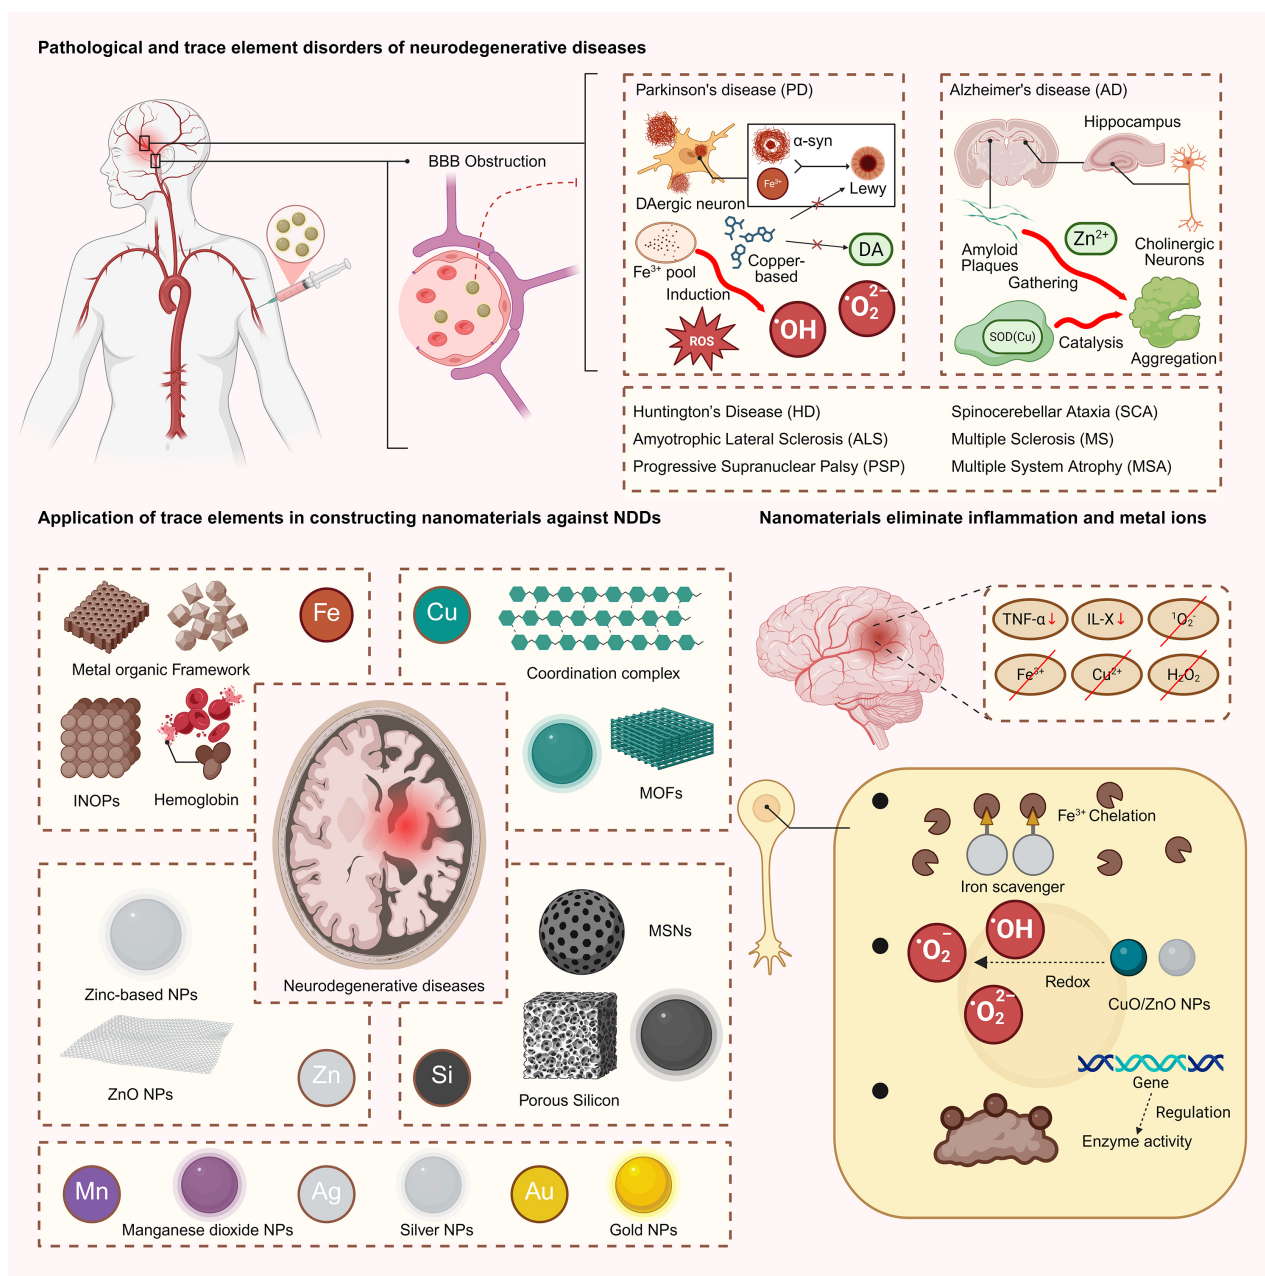 Pathological and trace element disorders of neurodegenerative diseases
BBB Obstruction
Parkinson's disease (PD)
α-syn
Fe³⁺
Lewy
DAergic neuron
Fe³⁺ pool
Copper-
based
DA
Induction
ROS
•OH
•O₂²⁻
Alzheimer's disease (AD)
Hippocampus
Amyloid
Plaques
Zn²⁺
Cholinergic
Neurons
Gathering
SOD(Cu)
Catalysis
Aggregation
Huntington's Disease (HD)
Spinocerebellar Ataxia (SCA)
Amyotrophic Lateral Sclerosis (ALS)
Multiple Sclerosis (MS)
Progressive Supranuclear Palsy (PSP)
Multiple System Atrophy (MSA)
Application of trace elements in constructing nanomaterials against NDDs
Fe
Metal organic Framework
INOPs
Hemoglobin
Cu
Coordination complex
MOFs
Neurodegenerative diseases
Zinc-based NPs
ZnO NPs
Zn
MSNs
Si
Porous Silicon
Mn
Manganese dioxide NPs
Ag
Silver NPs
Au
Gold NPs
Nanomaterials eliminate inflammation and metal ions
TNF-α↓
IL-X↓
¹O₂⁻
Fe³⁺
Cu²⁺
H₂O₂
Fe³⁺ Chelation
Iron scavenger
•O₂⁻
•OH
•O₂²⁻
Redox
CuO/ZnO NPs
Gene
Regulation
Enzyme activity